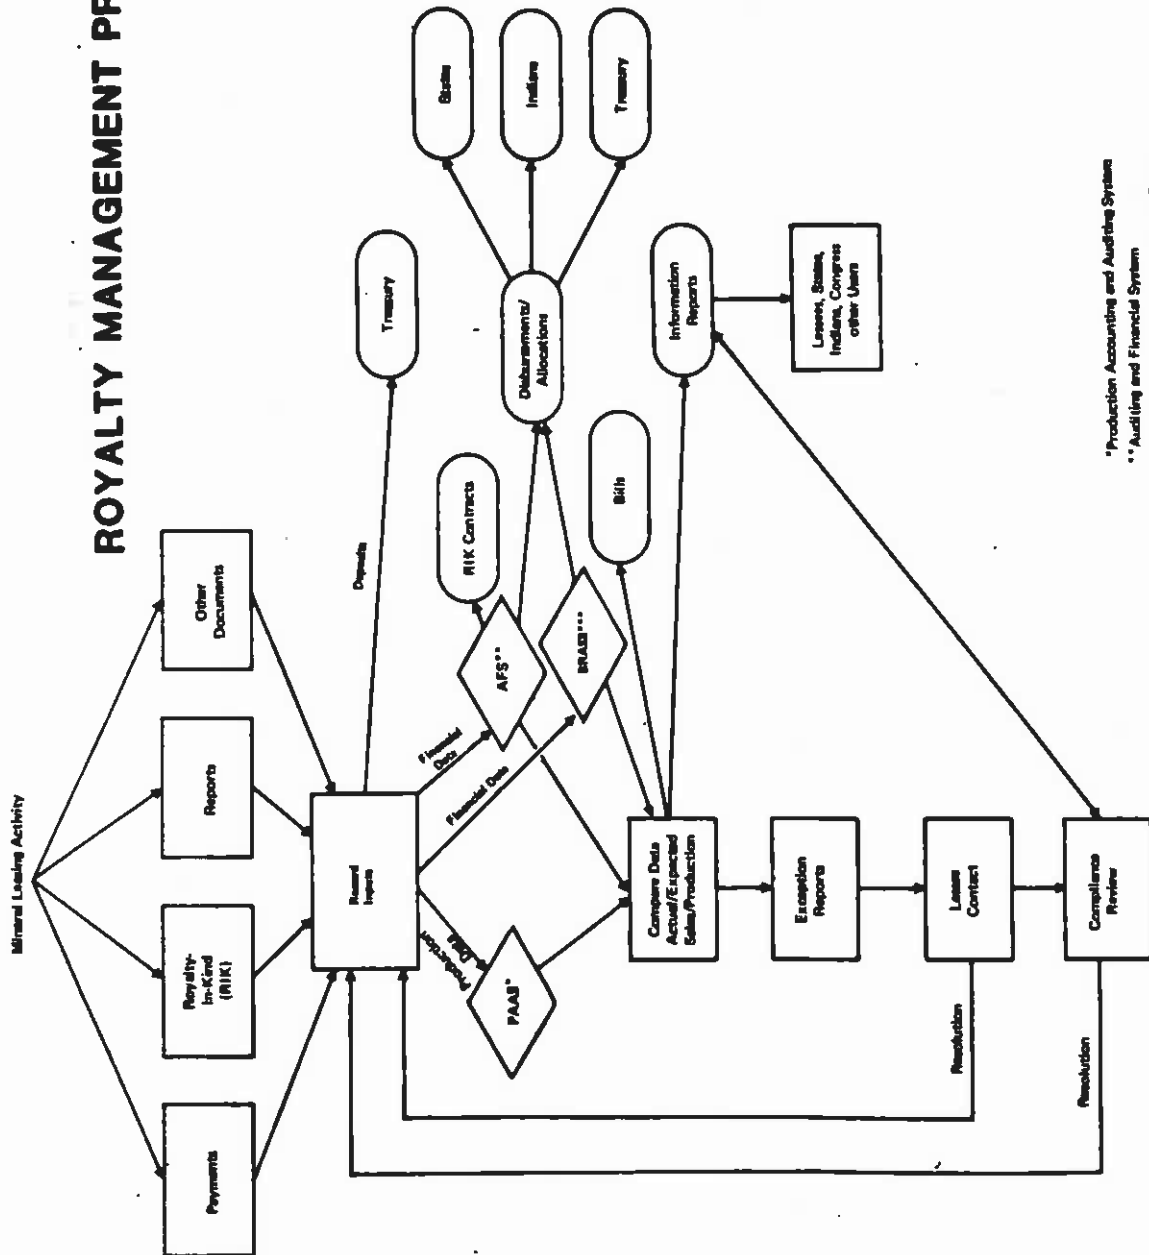 ROYALTY MANAGEMENT PR
Mineral Leasing Activity
Payments
Royalty-
In-Kind
(RIK)
Reports
Other
Documents
Inputs
Deposits
Treasury
Production
Data
Financial Data
Financial
Data
PAAS*
AFS**
BRASS***
RIK Contracts
Disbursements/
Allocations
States
Indians
Treasury
Bills
Compare Data
Actual/Expected
Sales/Production
Information
Reports
Exception
Reports
Lessee
Contact
Compliance
Review
Lessees, States,
Indians, Congress
other Users
Resolution
Resolution
*Production Accounting and Auditing System
**Auditing and Financial System